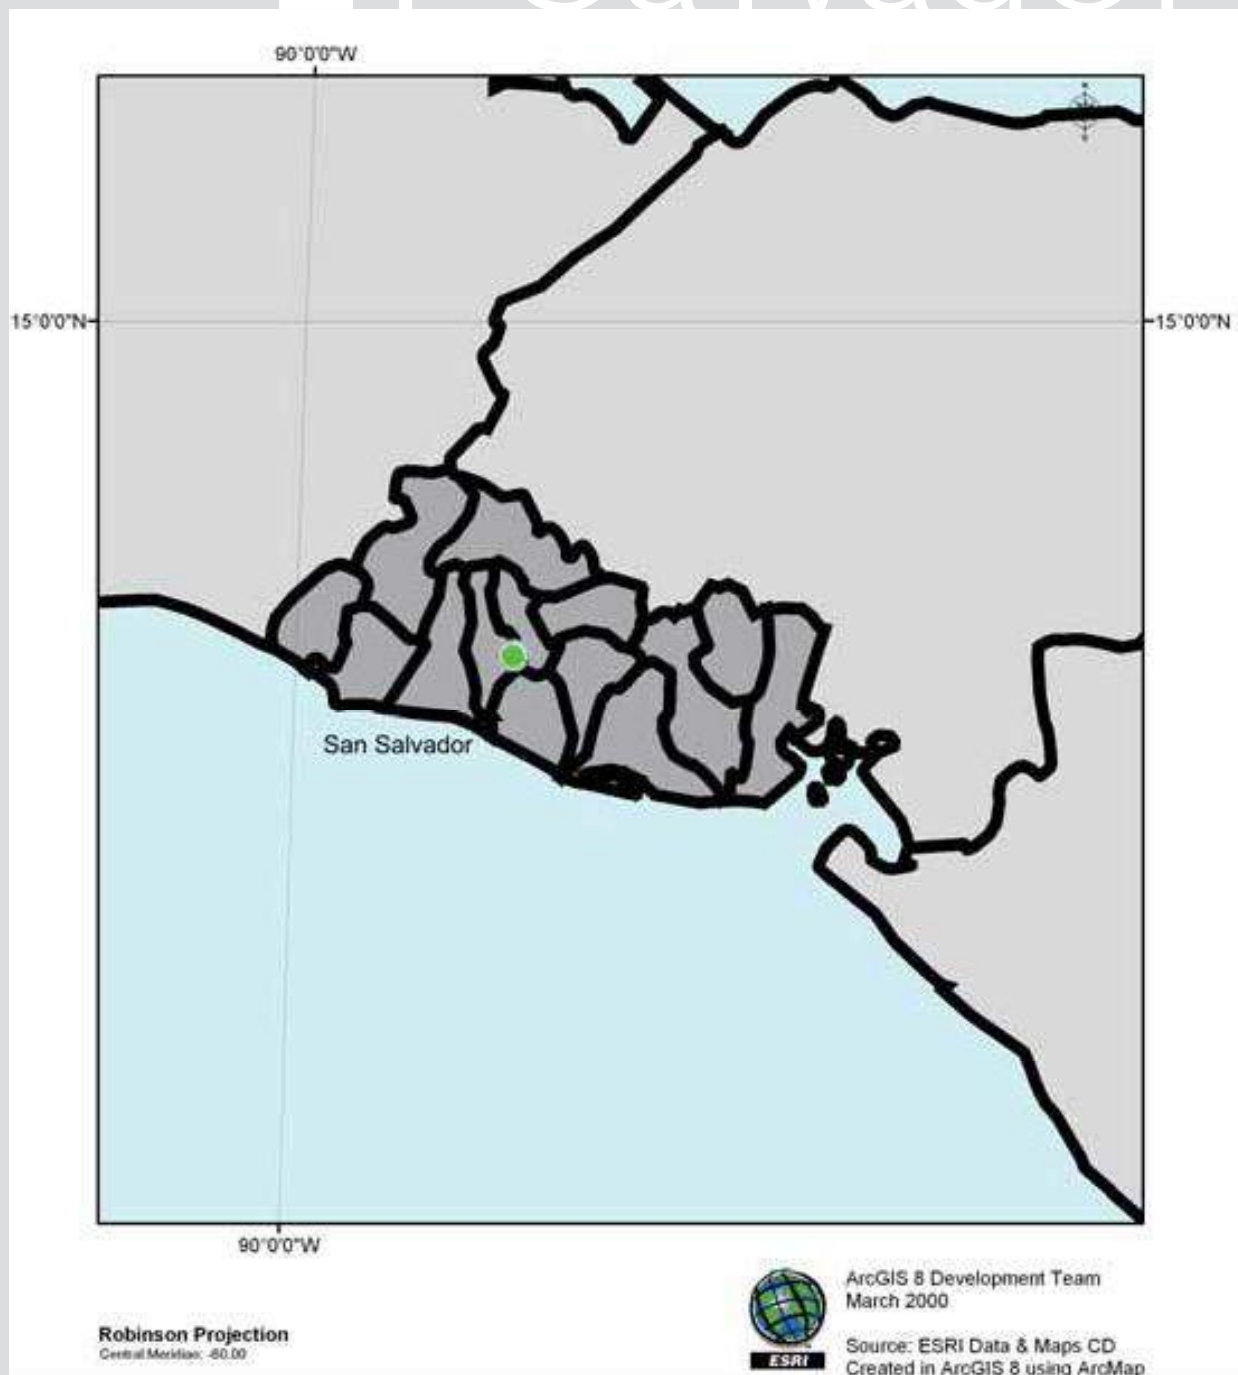 90°0'0"W
15°0'0"N
15°0'0"N
San Salvador
90°0'0"W
Robinson Projection
Central Meridian: -60.00
ESRI
ArcGIS 8 Development Team
March 2000
Source: ESRI Data & Maps CD
Created in ArcGIS 8 using ArcMap